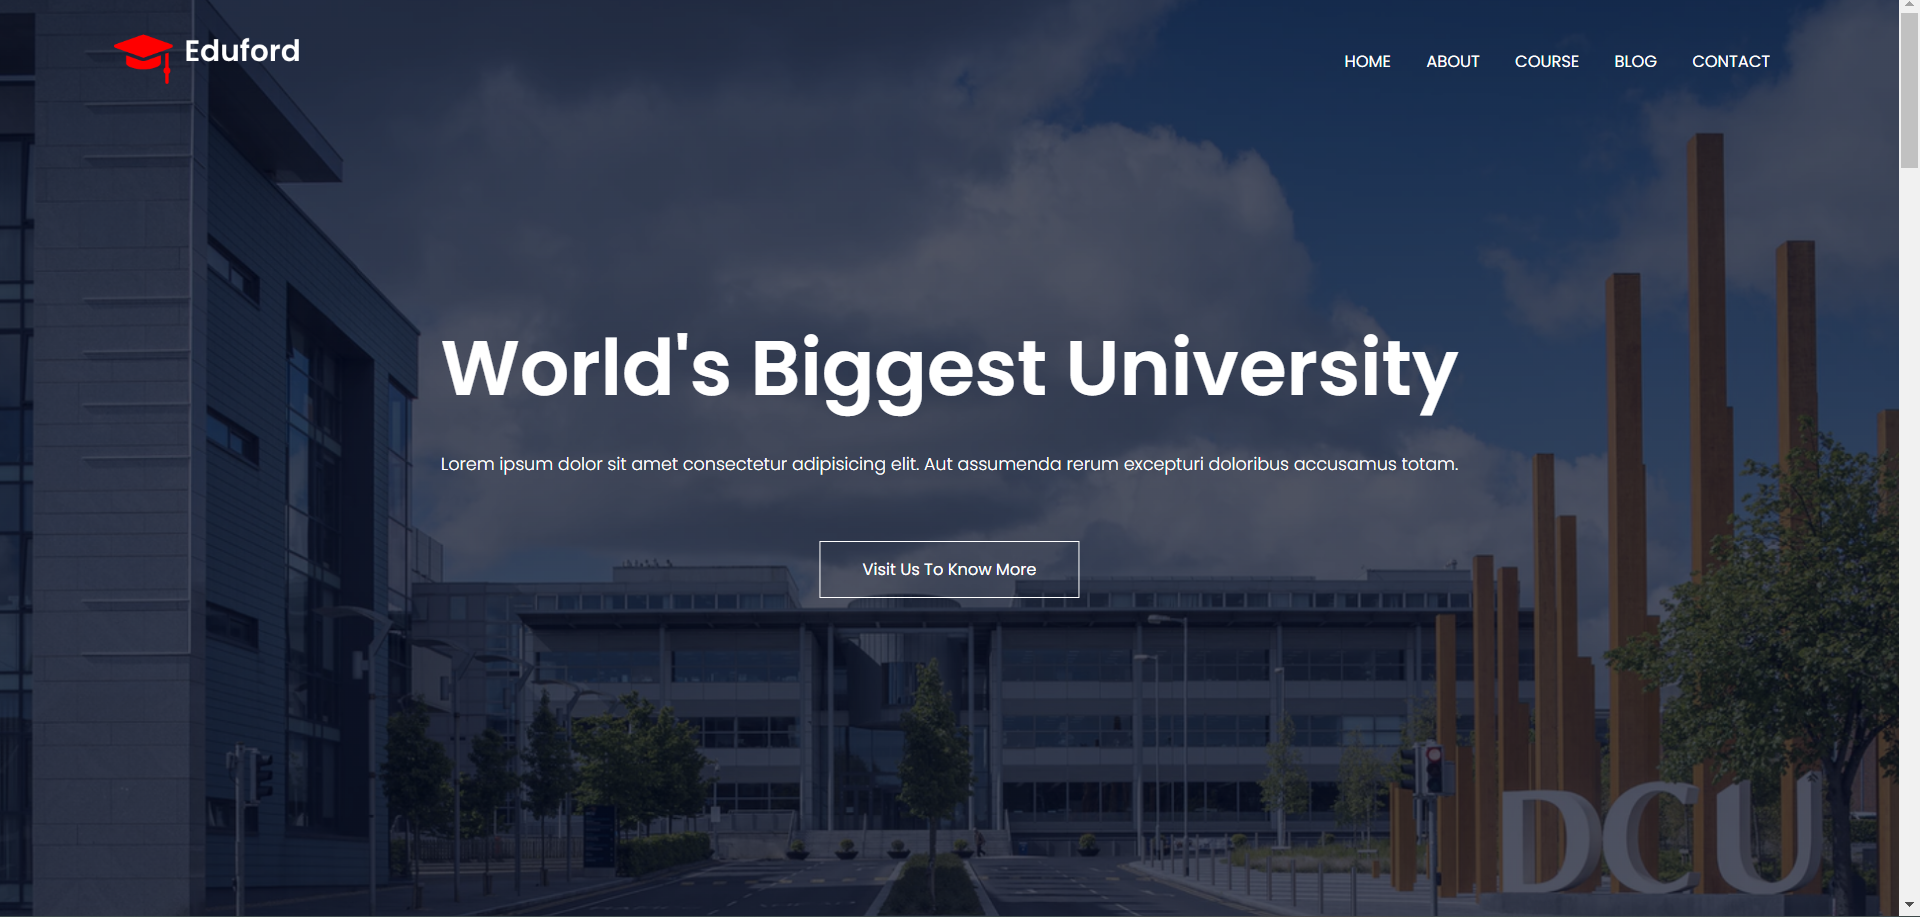 Eduford
HOME ABOUT COURSE BLOG CONTACT
World's Biggest University
Lorem ipsum dolor sit amet consectetur adipisicing elit. Aut assumenda rerum excepturi doloribus accusamus totam.
Visit Us To Know More
DCU